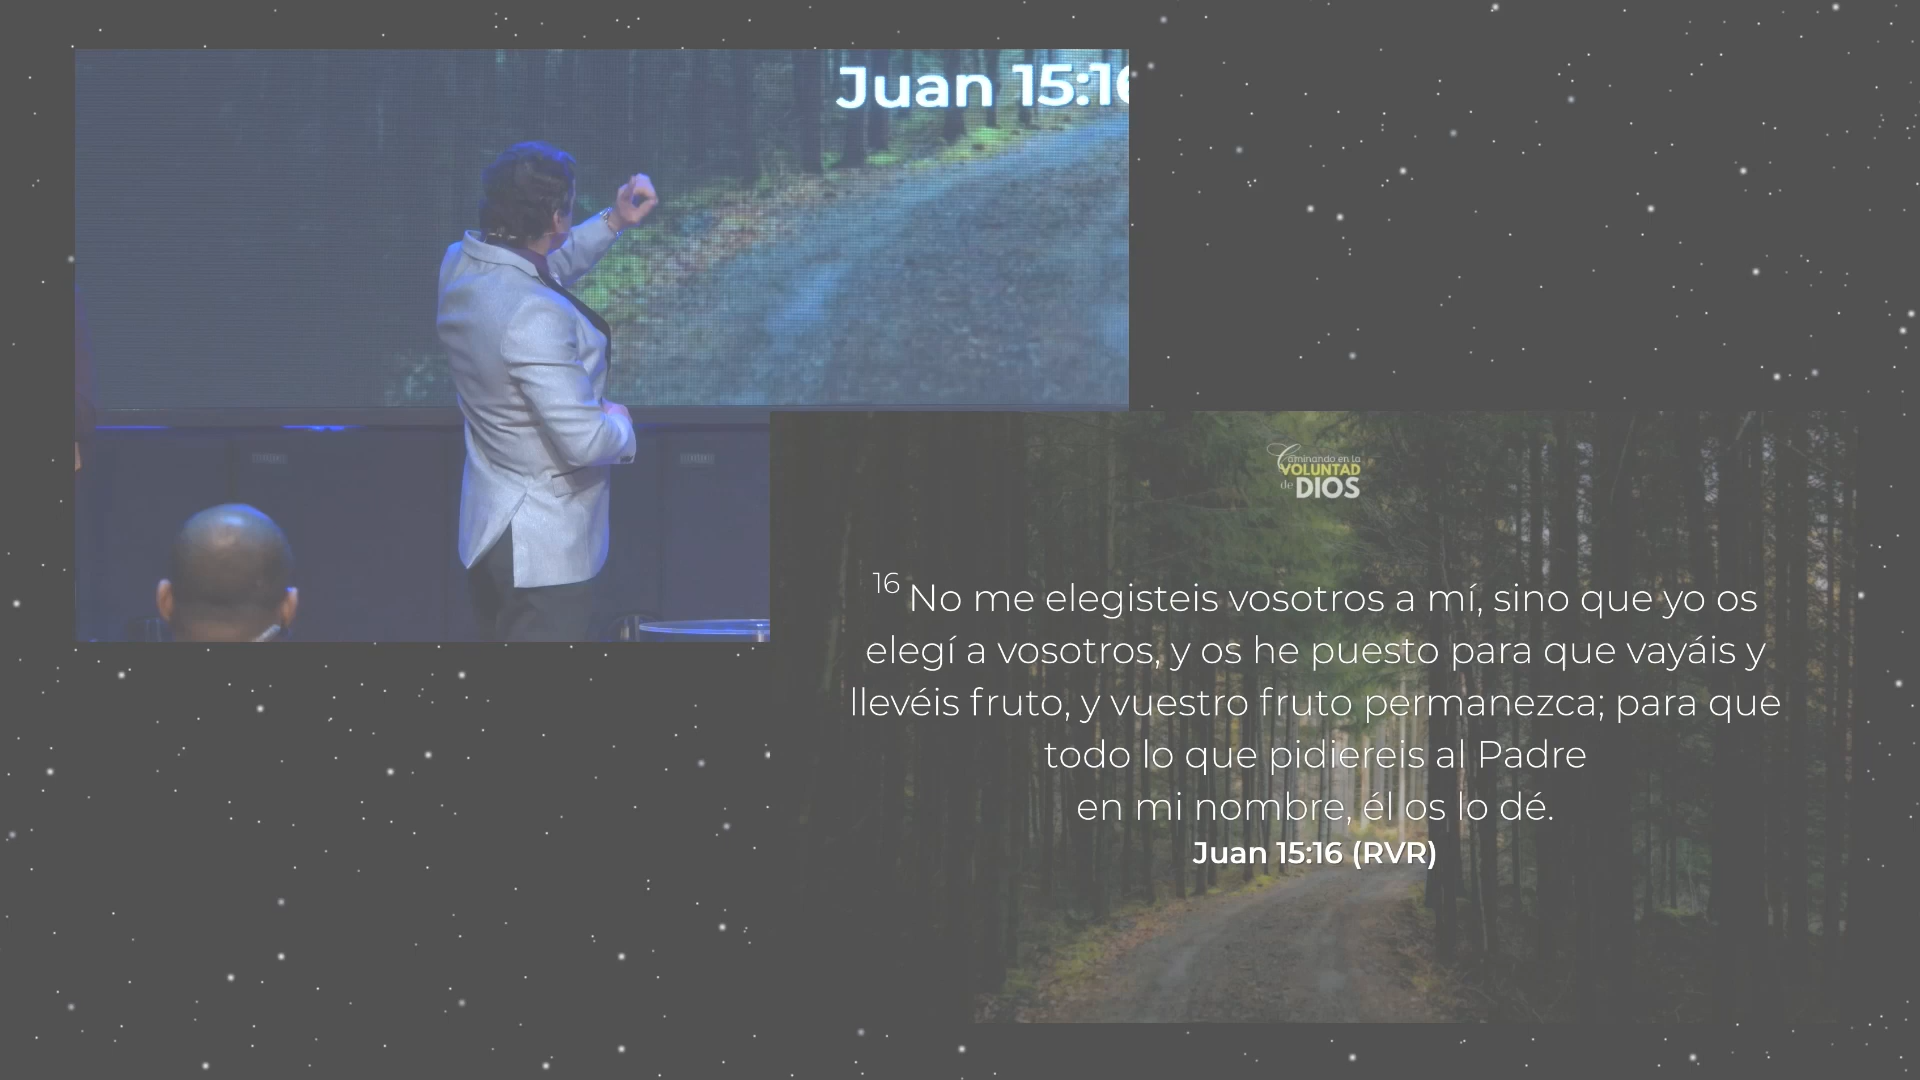 Juan 15:16
Caminando en la
VOLUNTAD
de DIOS
16 No me elegisteis vosotros a mí, sino que yo os
elegí a vosotros, y os he puesto para que vayáis y
llevéis fruto, y vuestro fruto permanezca; para que
todo lo que pidiereis al Padre
en mi nombre, él os lo dé.
Juan 15:16 (RVR)